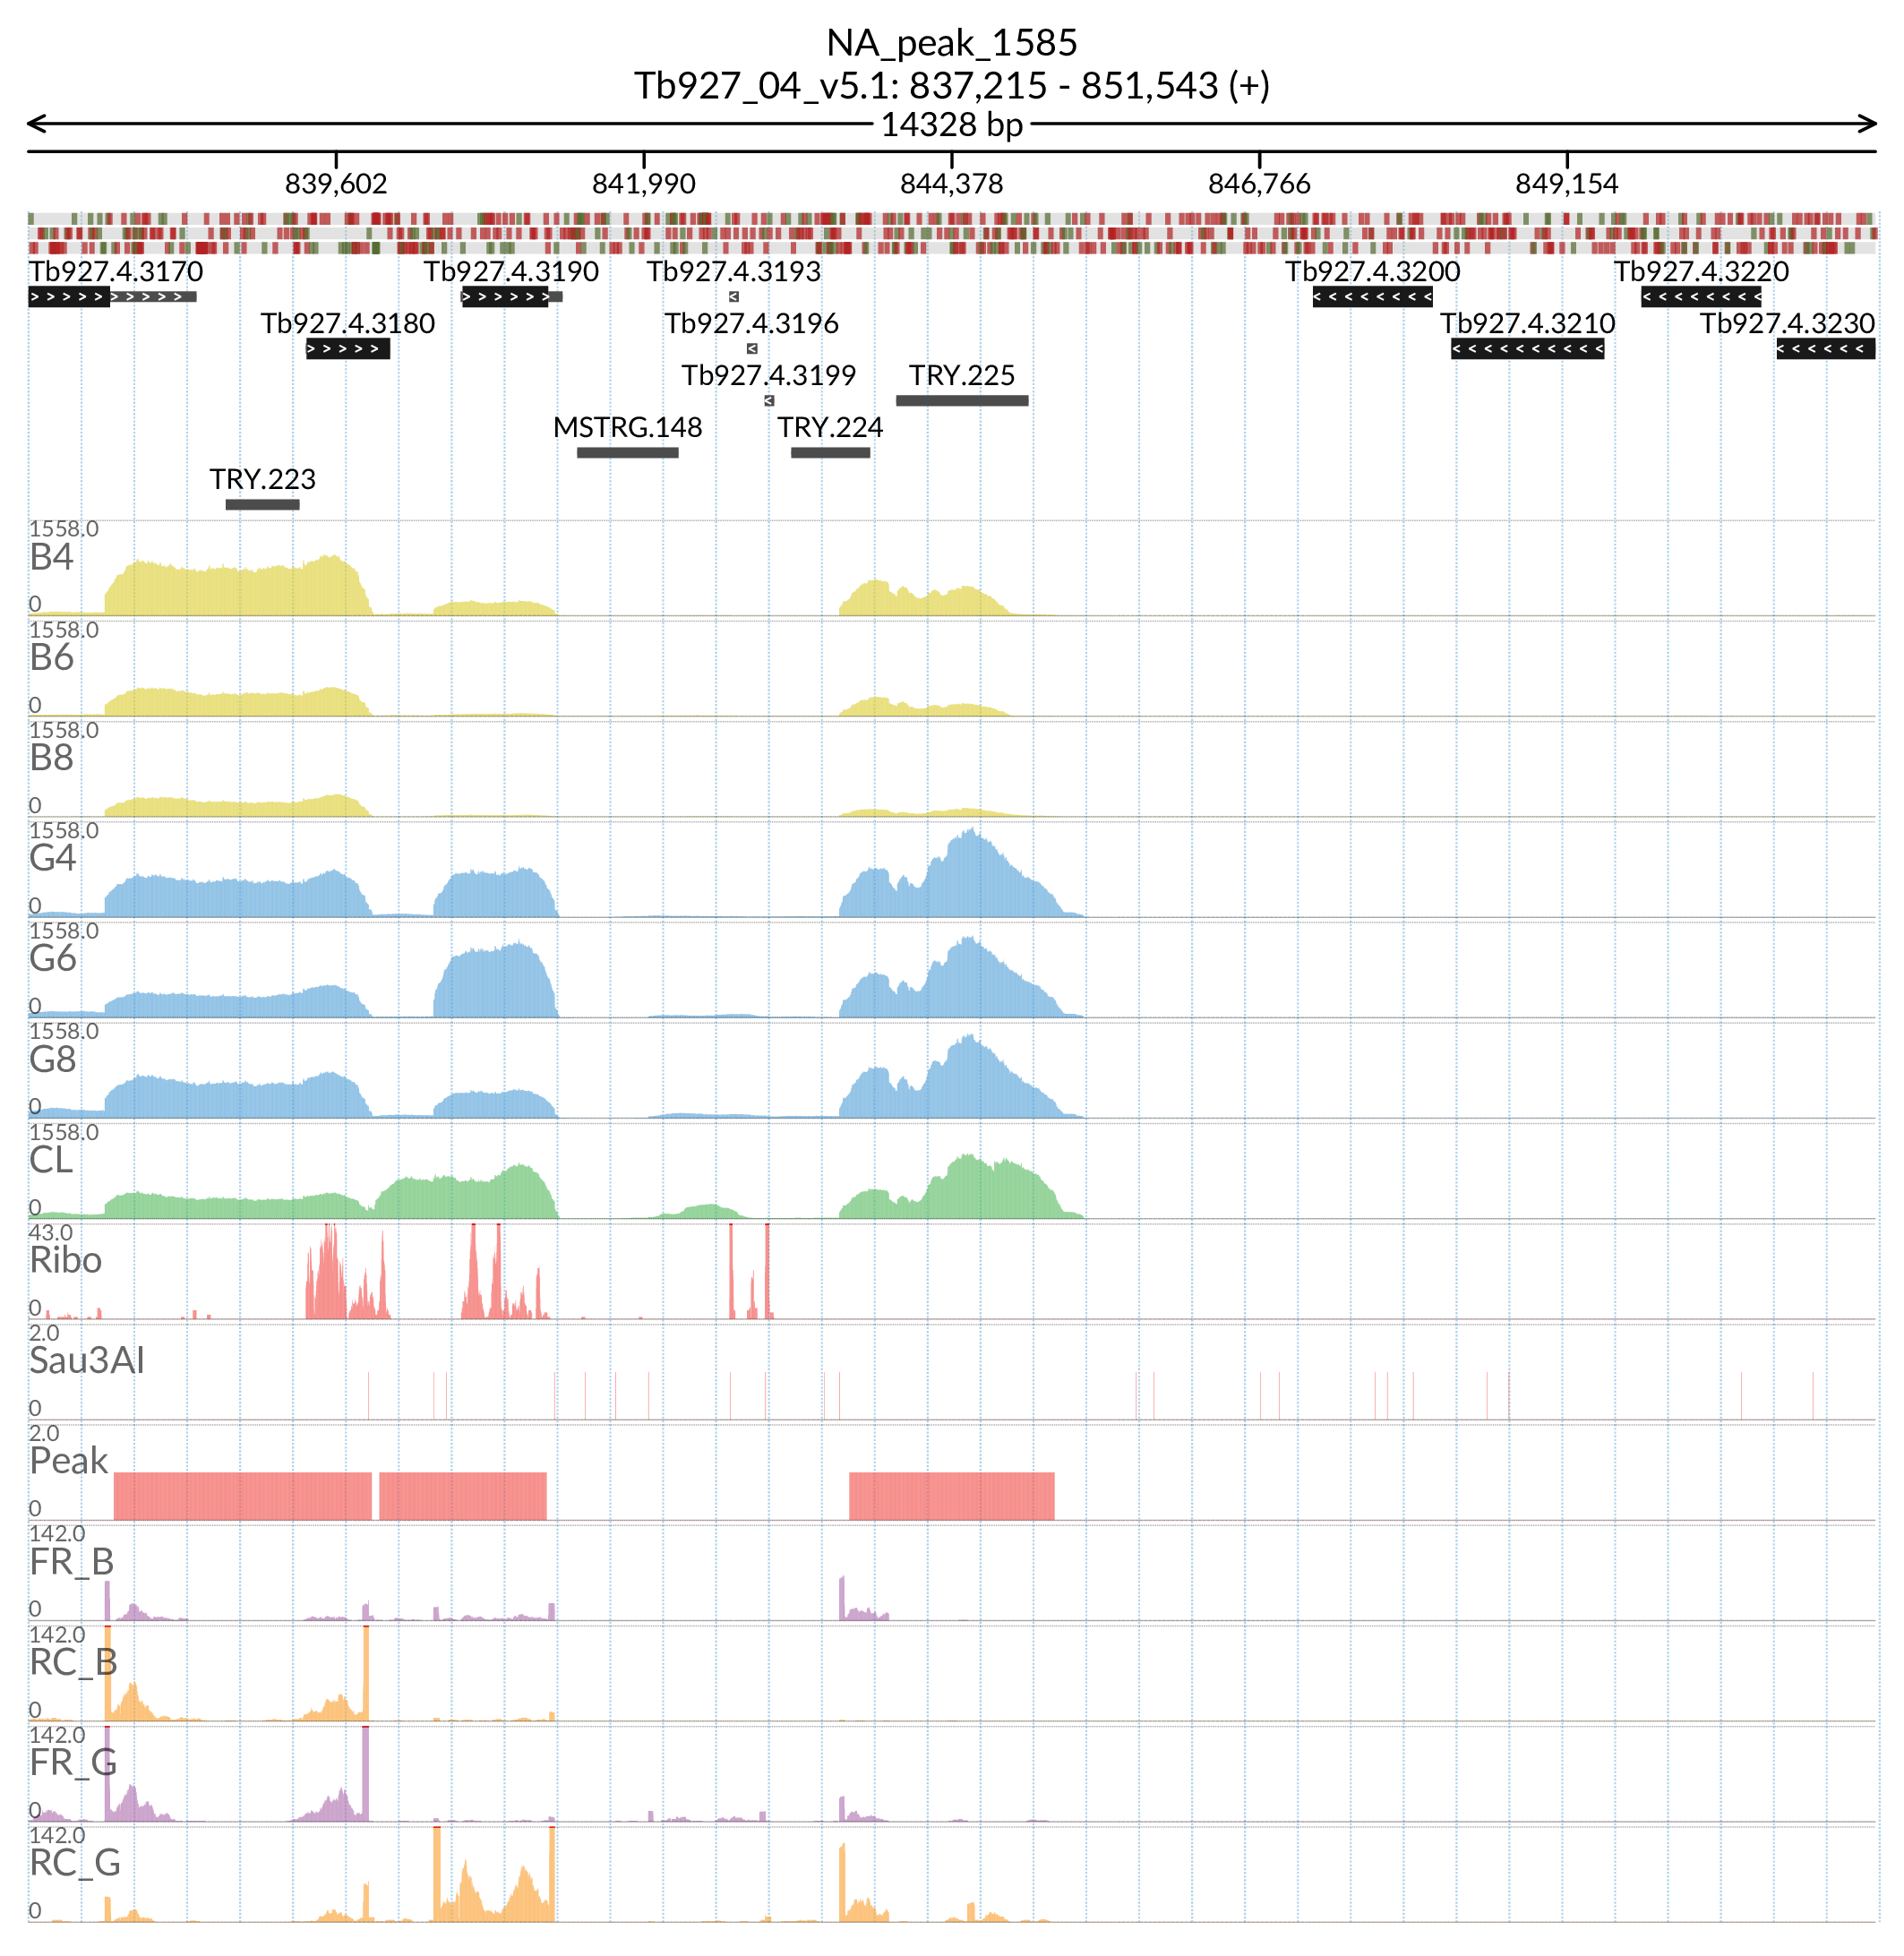 NA_peak_1585
Tb927_04_v5.1: 837,215 - 851,543 (+)
14328 bp
839,602 841,990 844,378 846,766 849,154
Tb927.4.3170 Tb927.4.3190 Tb927.4.3193 Tb927.4.3200 Tb927.4.3220
Tb927.4.3180 Tb927.4.3196 Tb927.4.3210 Tb927.4.3230
Tb927.4.3199 TRY.225
MSTRG.148 TRY.224
TRY.223
1558.0
B4
0
1558.0
B6
0
1558.0
B8
0
1558.0
G4
0
1558.0
G6
0
1558.0
G8
0
1558.0
CL
0
43.0
Ribo
0
2.0
Sau3AI
0
2.0
Peak
0
142.0
FR_B
0
142.0
RC_B
0
142.0
FR_G
0
142.0
RC_G
0